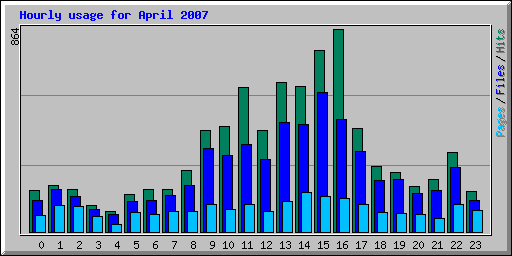 Hourly usage for April 2007
864
Pages / Files / Hits
0 1 2 3 4 5 6 7 8 9 10 11 12 13 14 15 16 17 18 19 20 21 22 23